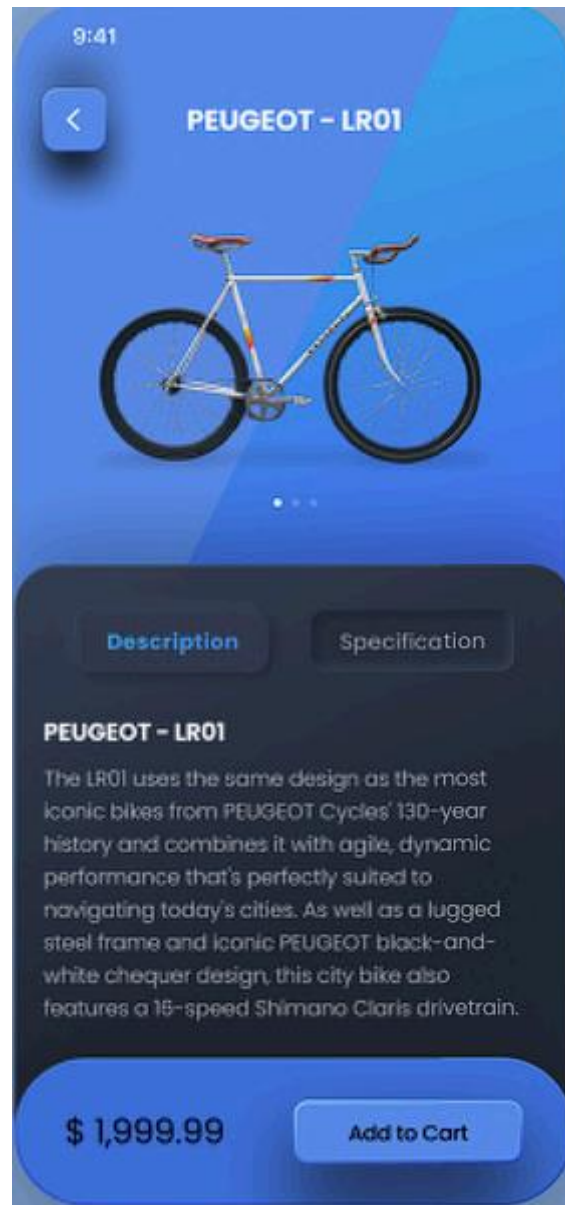 9:41
PEUGEOT - LR01
Description
Specification
PEUGEOT - LR01
The LR01 uses the same design as the most
iconic bikes from PEUGEOT Cycles' 130-year
history and combines it with agile, dynamic
performance that's perfectly suited to
navigating today's cities. As well as a lugged
steel frame and iconic PEUGEOT black-and-
white chequer design, this city bike also
features a 16-speed Shimano Claris drivetrain.
$ 1,999.99
Add to Cart